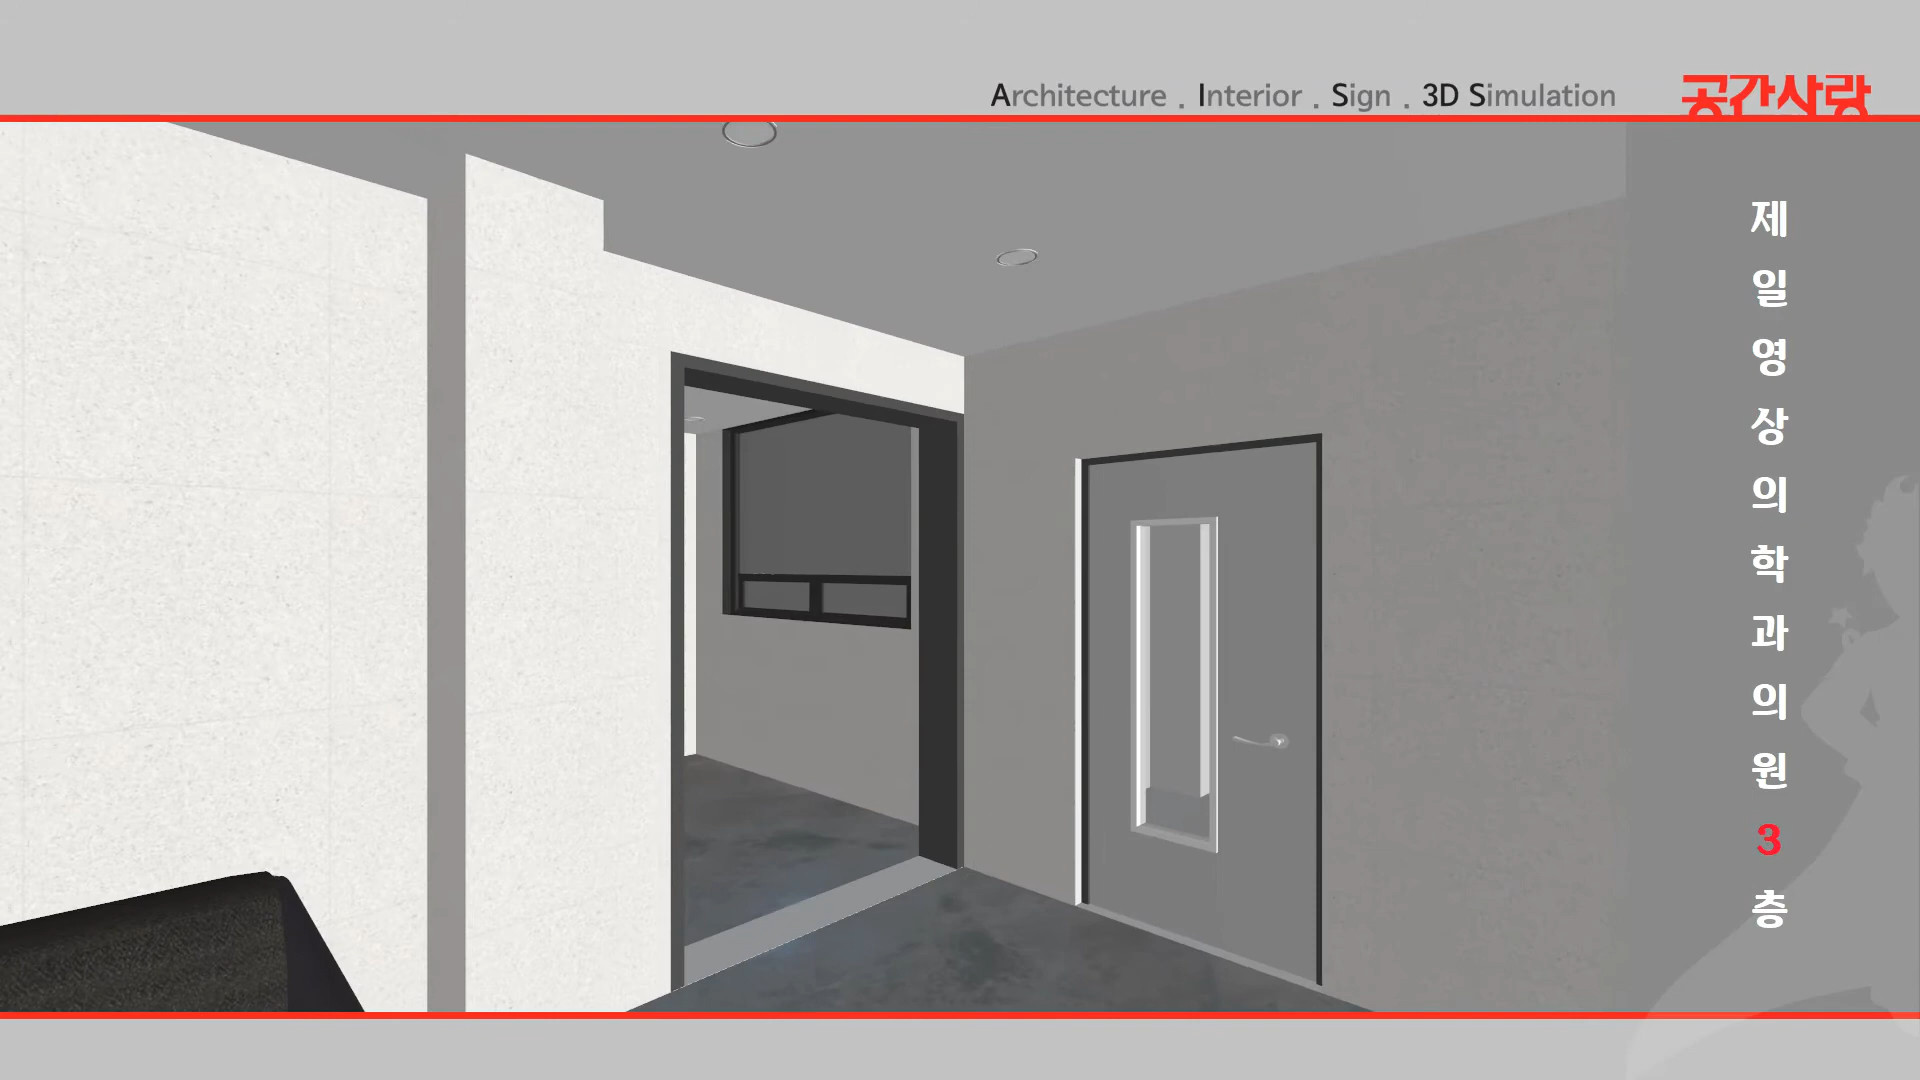 Architecture . Interior . Sign . 3D Simulation
공간사랑
제일영상의학과의원3층